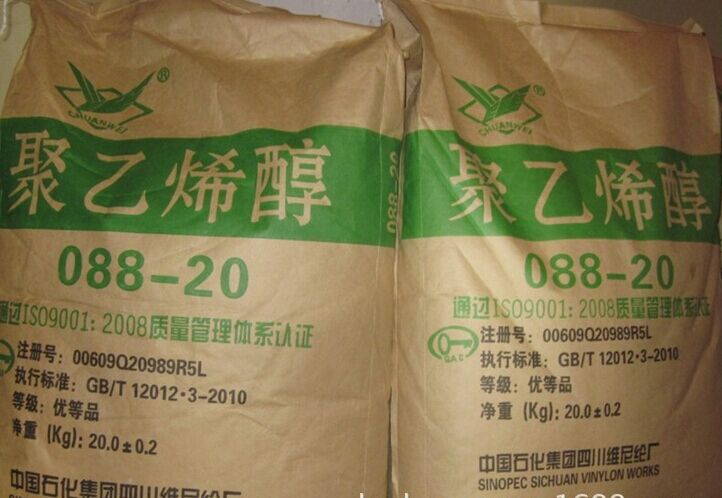 ®
CHUANWEI
聚乙烯醇
088-20
088-20
通过ISO9001:2008质量管理体系认证
注册号：00609Q20989R5L
执行标准：GB/T 12012·3-2010
等级：优等品
净重 (Kg)：20.0±0.2
中国石化集团四川维尼纶厂
SINOPEC SICHUAN
®
CHUANWEI
聚乙烯醇
088-20
通过ISO9001:2008质量管理体系认证
注册号：00609Q20989R5L
执行标准：GB/T 12012·3-2010
等级：优等品
净重 (Kg)：20.0±0.2
中国石化集团四川维尼纶厂
SINOPEC SICHUAN VINYLON WORKS